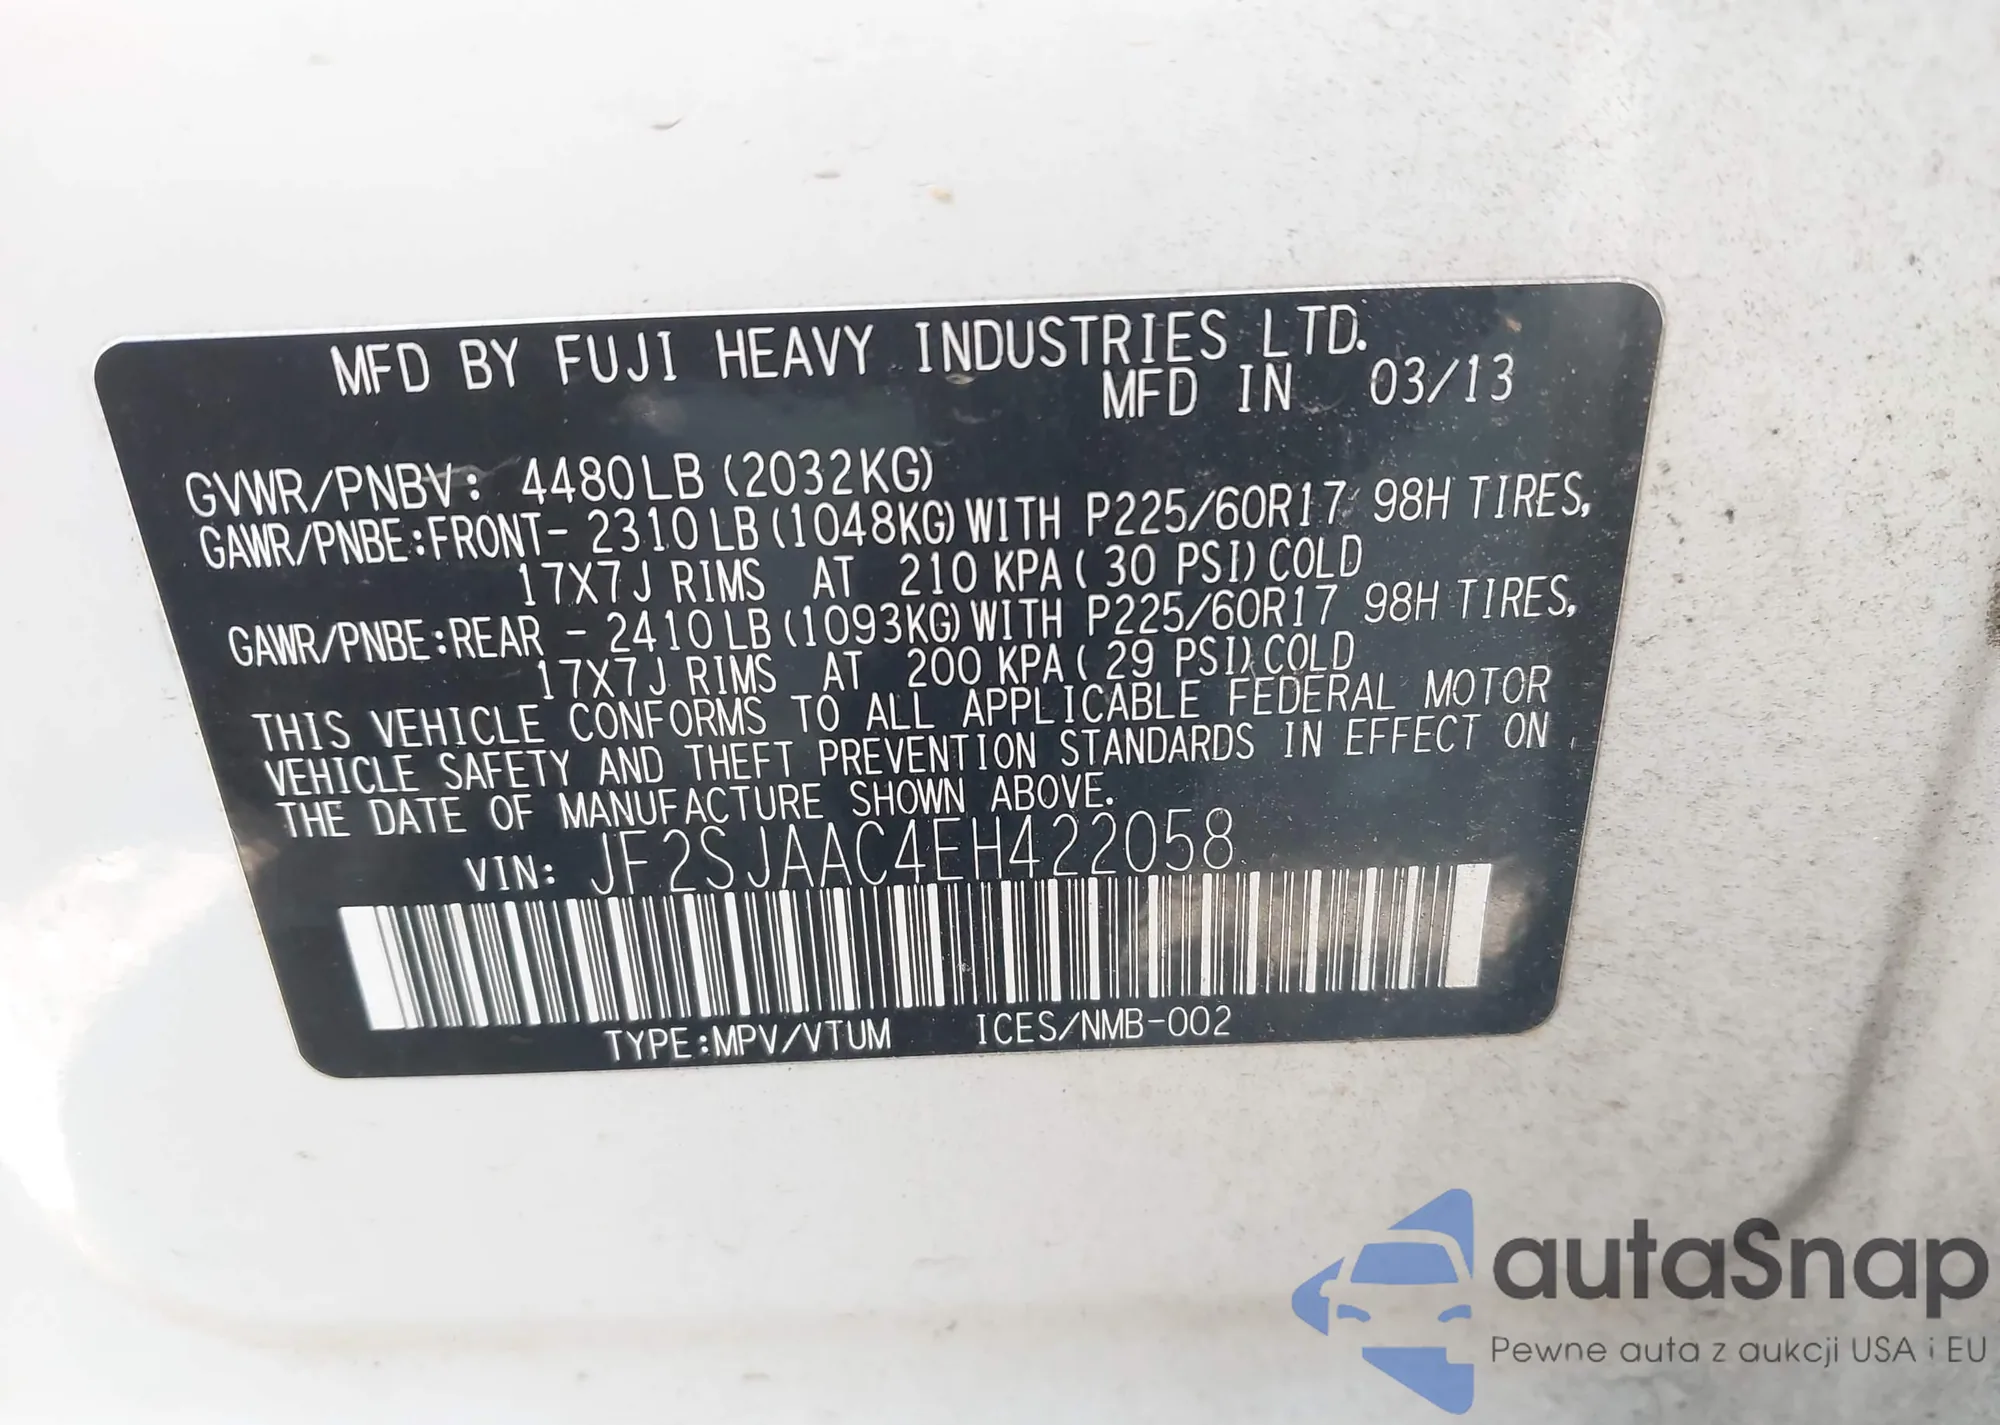 MFD BY FUJI HEAVY INDUSTRIES LTD.
MFD IN 03/13
GVWR/PNBV: 4480LB (2032KG)
GAWR/PNBE:FRONT- 2310LB(1048KG)WITH P225/60R17 98H TIRES,
17X7J RIMS AT 210 KPA( 30 PSI)COLD
GAWR/PNBE:REAR - 2410LB(1093KG)WITH P225/60R17 98H TIRES,
17X7J RIMS AT 200 KPA( 29 PSI)COLD
THIS VEHICLE CONFORMS TO ALL APPLICABLE FEDERAL MOTOR
VEHICLE SAFETY AND THEFT PREVENTION STANDARDS IN EFFECT ON
THE DATE OF MANUFACTURE SHOWN ABOVE.
VIN: JF2SJAAC4EH422058
TYPE:MPV/VTUM ICES/NMB-002
autaSnap
Pewne auta z aukcji USA i EU